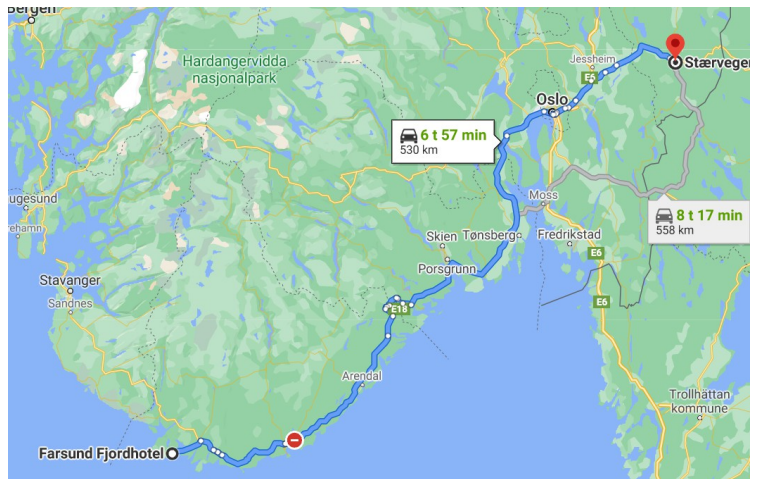 Bergen
Hardangervidda
nasjonalpark
Jessheim
E6
Stærvegen
Oslo
6 t 57 min
530 km
ugesund
rehamn
Moss
8 t 17 min
558 km
Skien
Tønsberg
Fredrikstad
E6
Porsgrunn
Stavanger
Sandnes
E18
E6
Arendal
Trollhättan
kommune
Farsund Fjordhotel